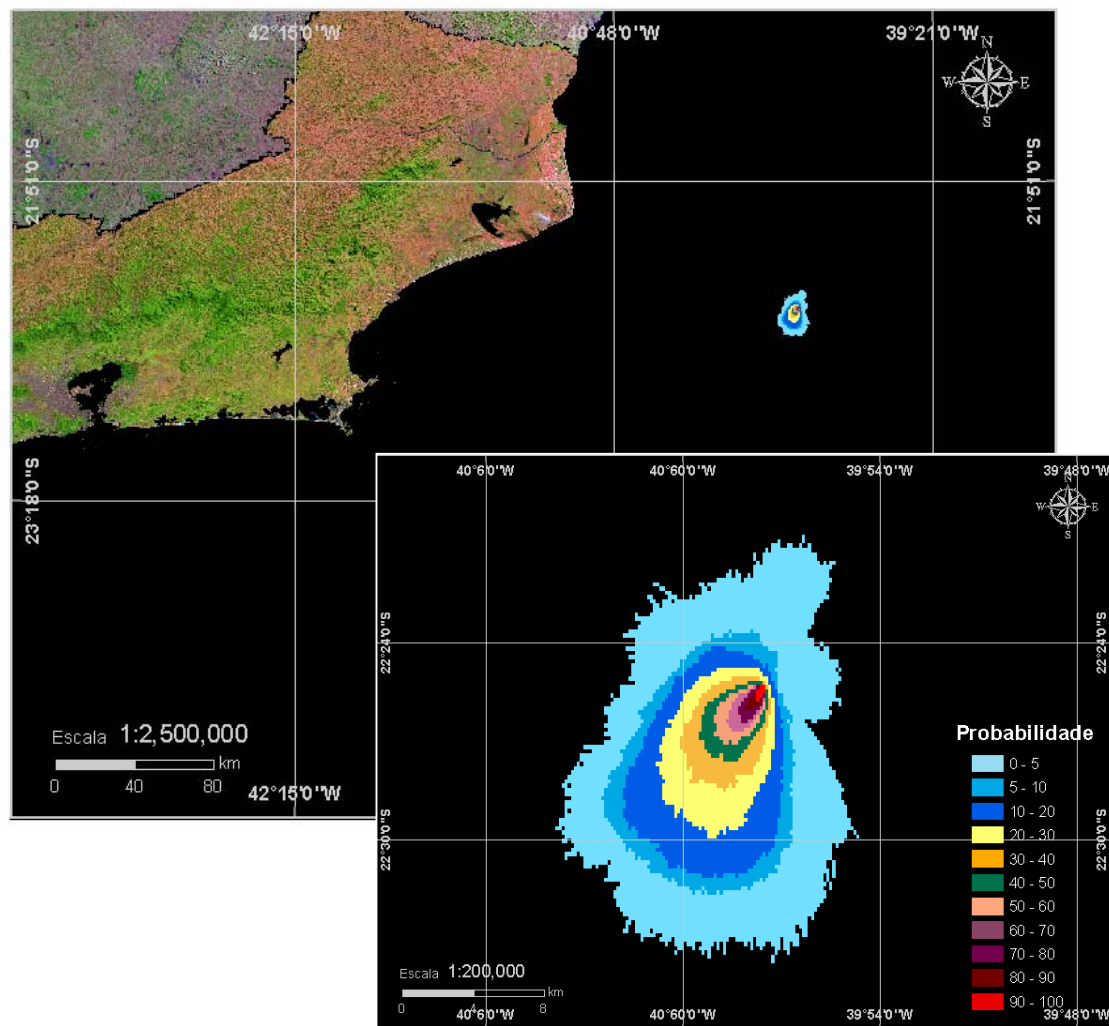 42°15'0"W
40°48'0"W
39°21'0"W
N
W
E
S
21°51'0"S
21°51'0"S
23°18'0"S
Escala 1:2,500,000
km
0
40
80
42°15'0"W
40°6'0"W
40°60'0"W
39°54'0"W
39°48'0"W
N
W
E
S
22°24'0"S
22°24'0"S
22°30'0"S
22°30'0"S
Probabilidade
0 - 5
5 - 10
10 - 20
20 - 30
30 - 40
40 - 50
50 - 60
60 - 70
70 - 80
80 - 90
90 - 100
Escala 1:200,000
km
0
4
8
40°6'0"W
40°60'0"W
39°54'0"W
39°48'0"W